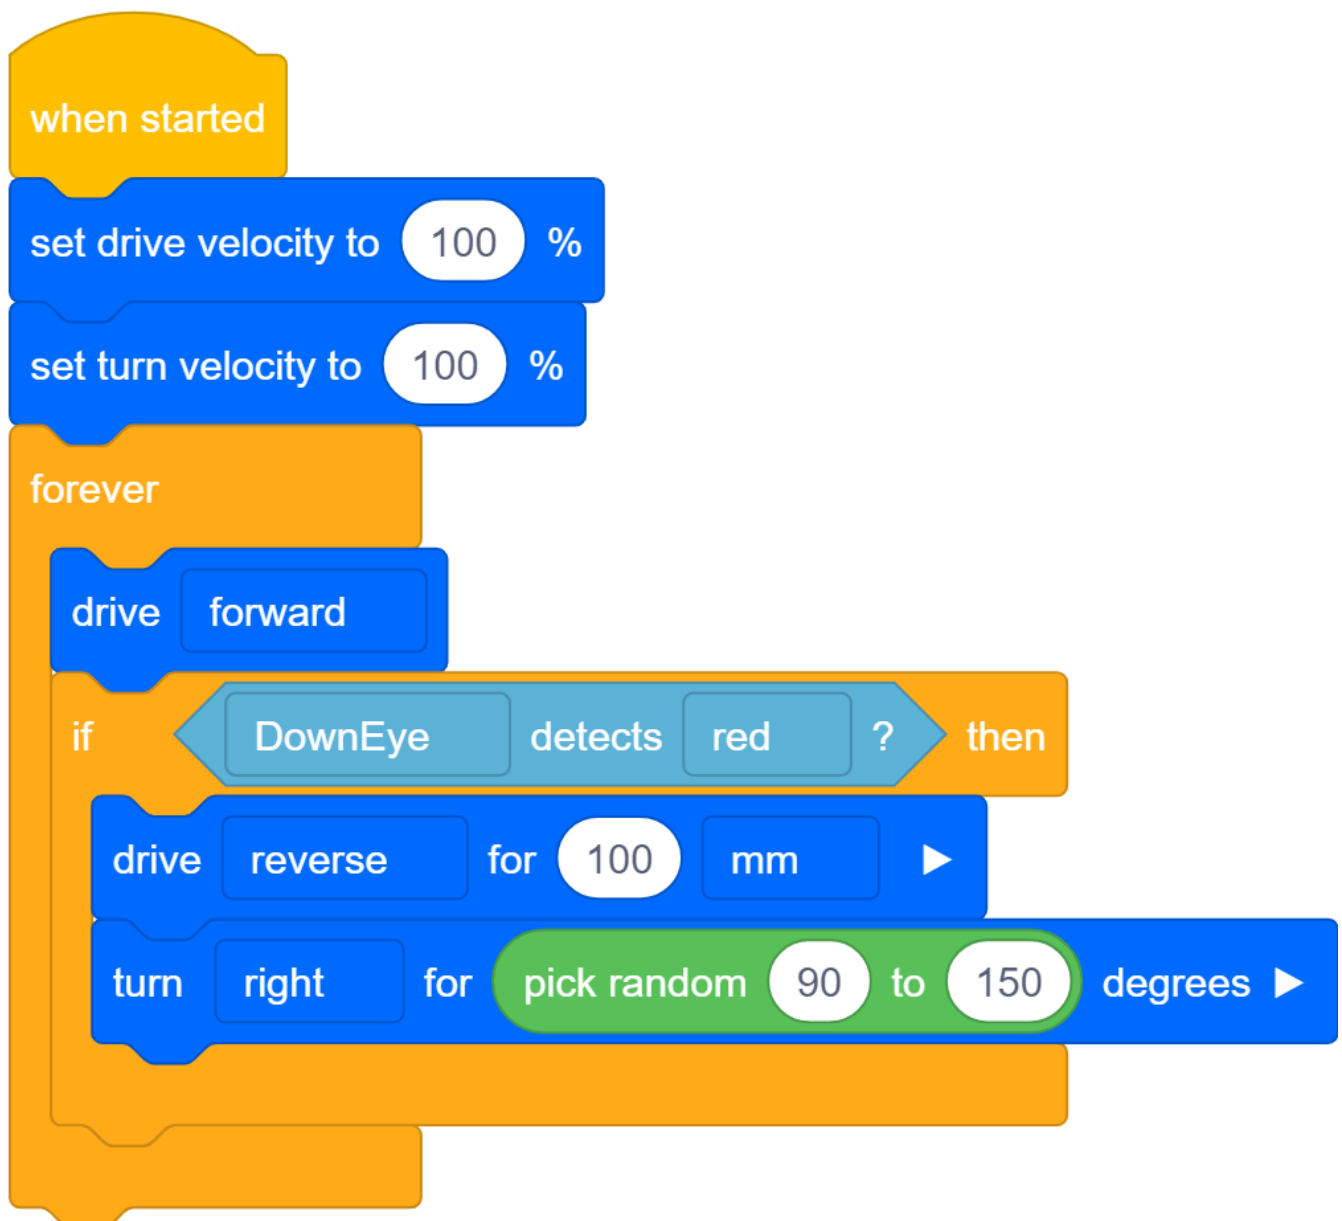 when started
set drive velocity to 100 %
set turn velocity to 100 %
forever
drive forward
if DownEye detects red ? then
drive reverse for 100 mm
turn right for pick random 90 to 150 degrees